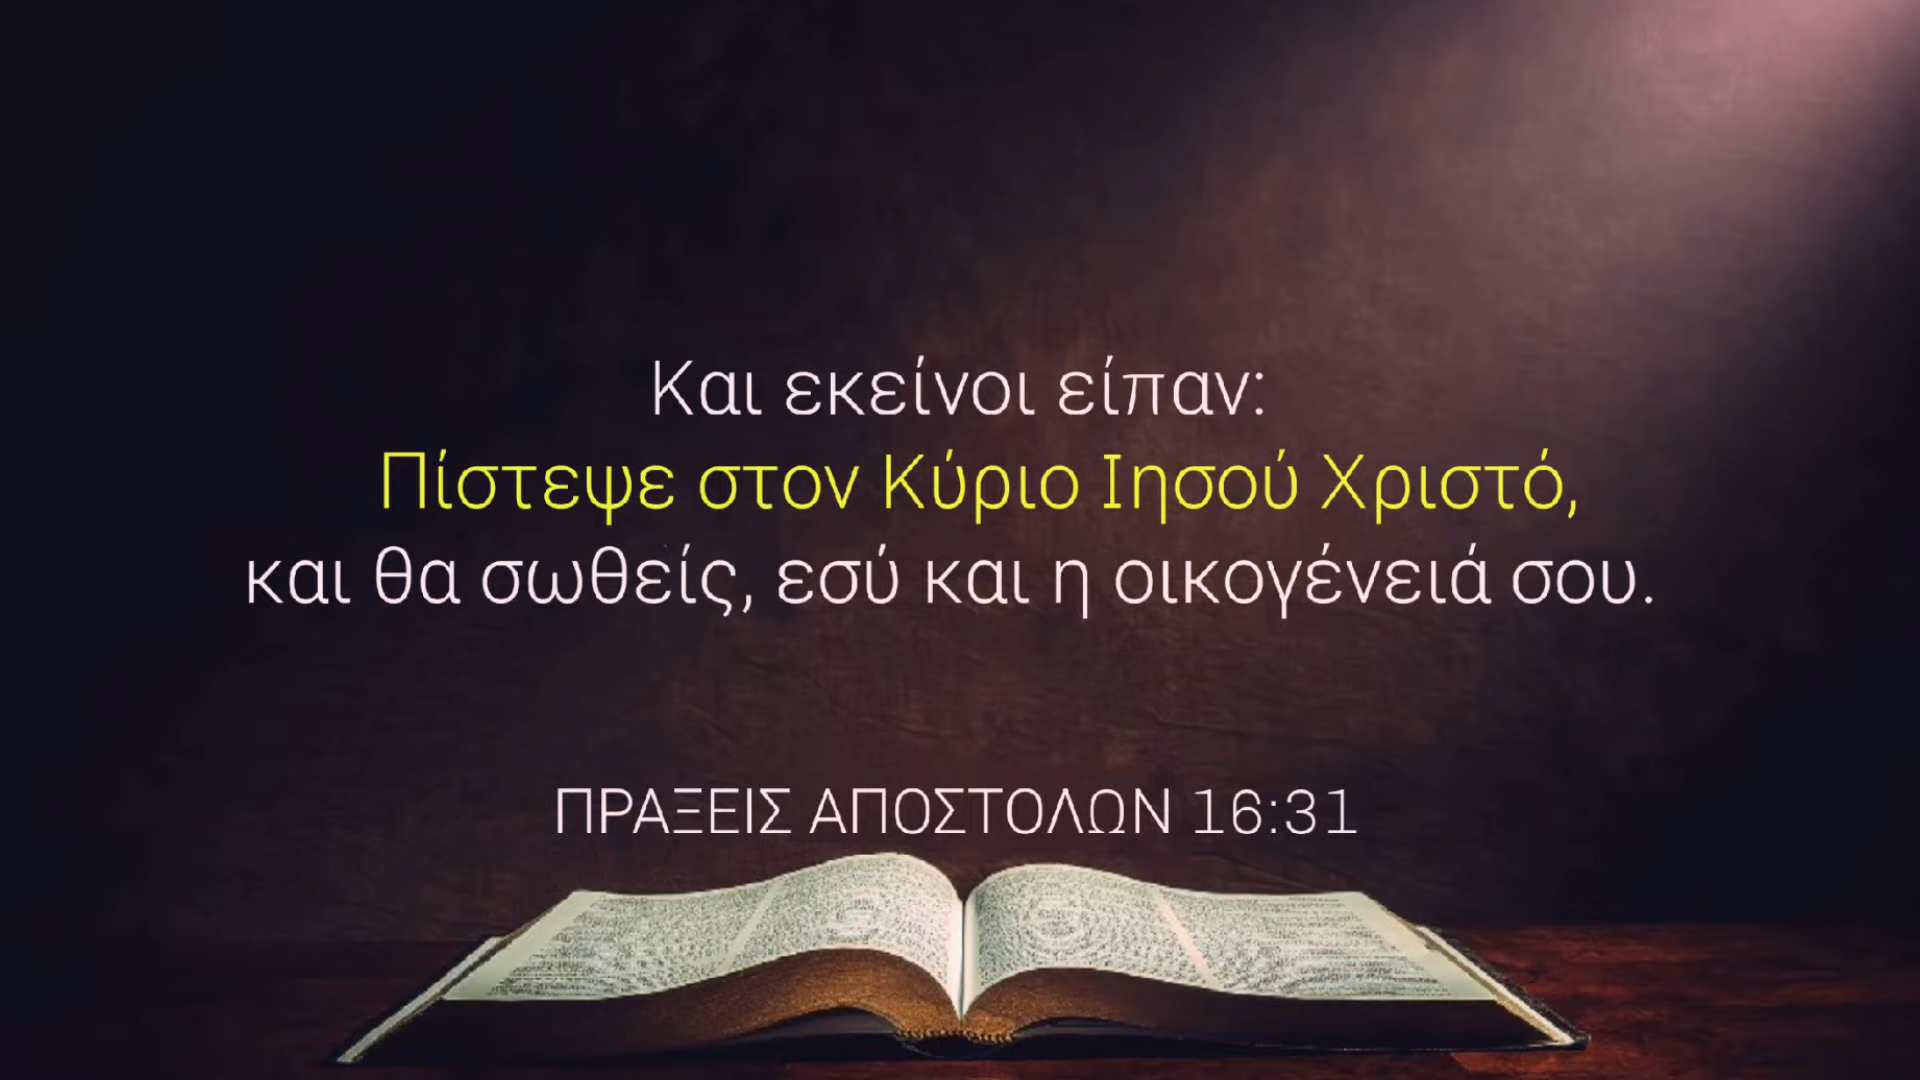 Και εκείνοι είπαν:
Πίστεψε στον Κύριο Ιησού Χριστό,
και θα σωθείς, εσύ και η οικογένειά σου.
ΠΡΑΞΕΙΣ ΑΠΟΣΤΟΛΩΝ 16:31